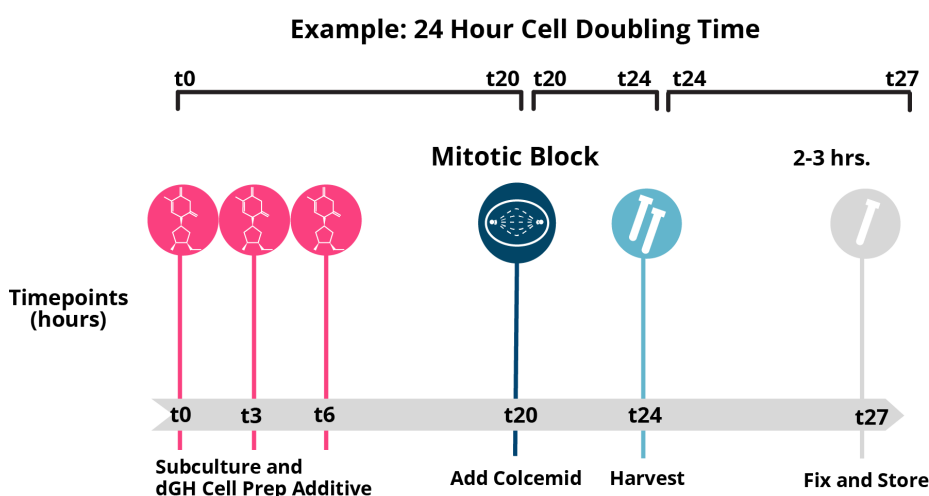 Example: 24 Hour Cell Doubling Time
t0 t20 t20 t24 t24 t27
Mitotic Block
2-3 hrs.
Timepoints
(hours)
t0 t3 t6 t20 t24 t27
Subculture and
dGH Cell Prep Additive
Add Colcemid
Harvest
Fix and Store